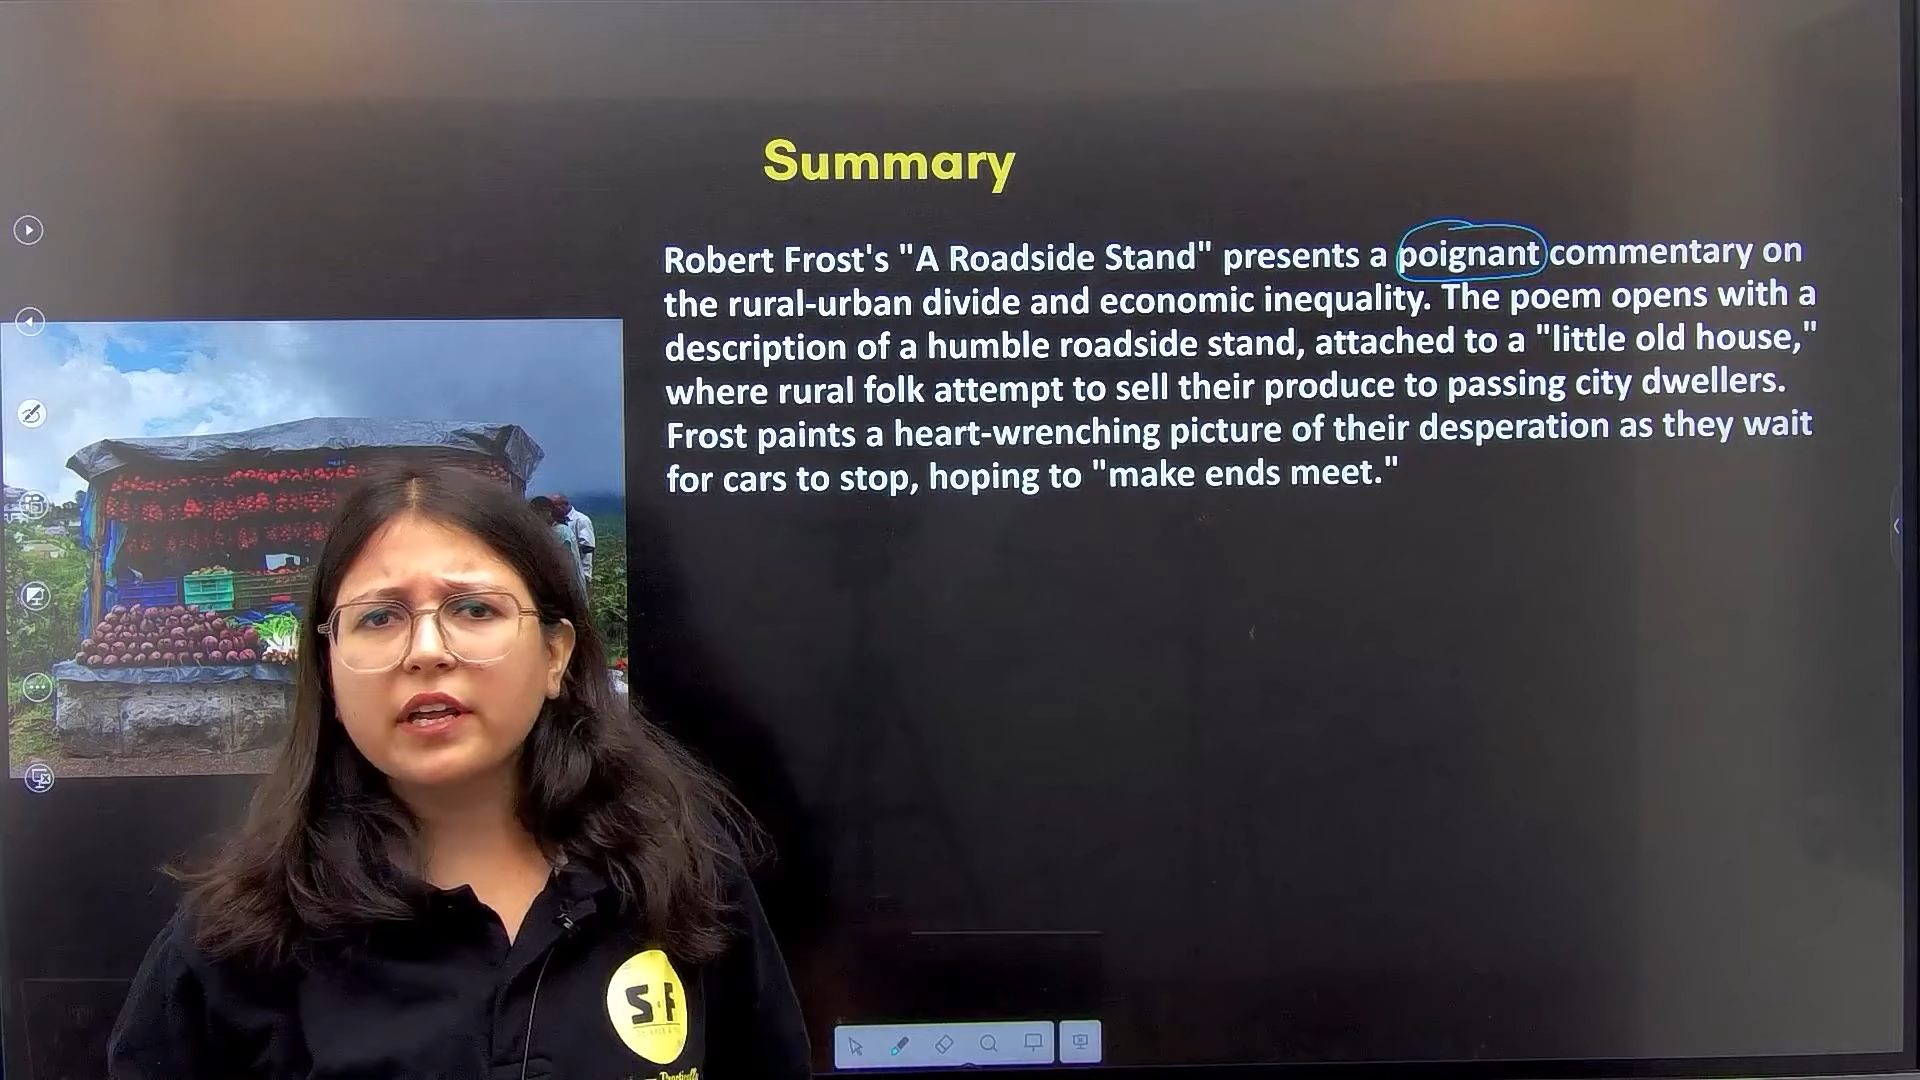 Summary
Robert Frost's "A Roadside Stand" presents a poignant commentary on
the rural-urban divide and economic inequality. The poem opens with a
description of a humble roadside stand, attached to a "little old house,"
where rural folk attempt to sell their produce to passing city dwellers.
Frost paints a heart-wrenching picture of their desperation as they wait
for cars to stop, hoping to "make ends meet."
S·F
Practically